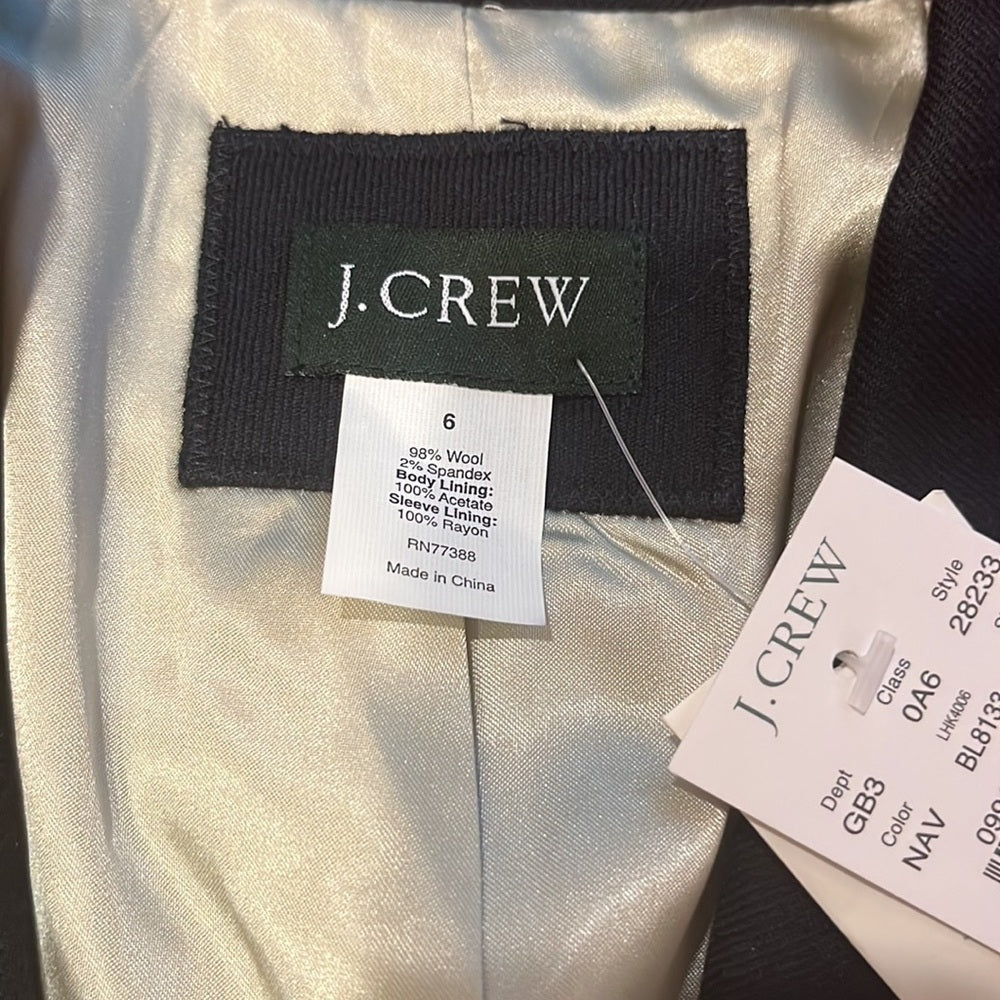 J.CREW
6
98% Wool
2% Spandex
Body Lining:
100% Acetate
Sleeve Lining:
100% Rayon
RN77388
Made in China
J.CREW
Style
28233
Class
0A6
LHK4006
Dept
GB3
Color
NAV